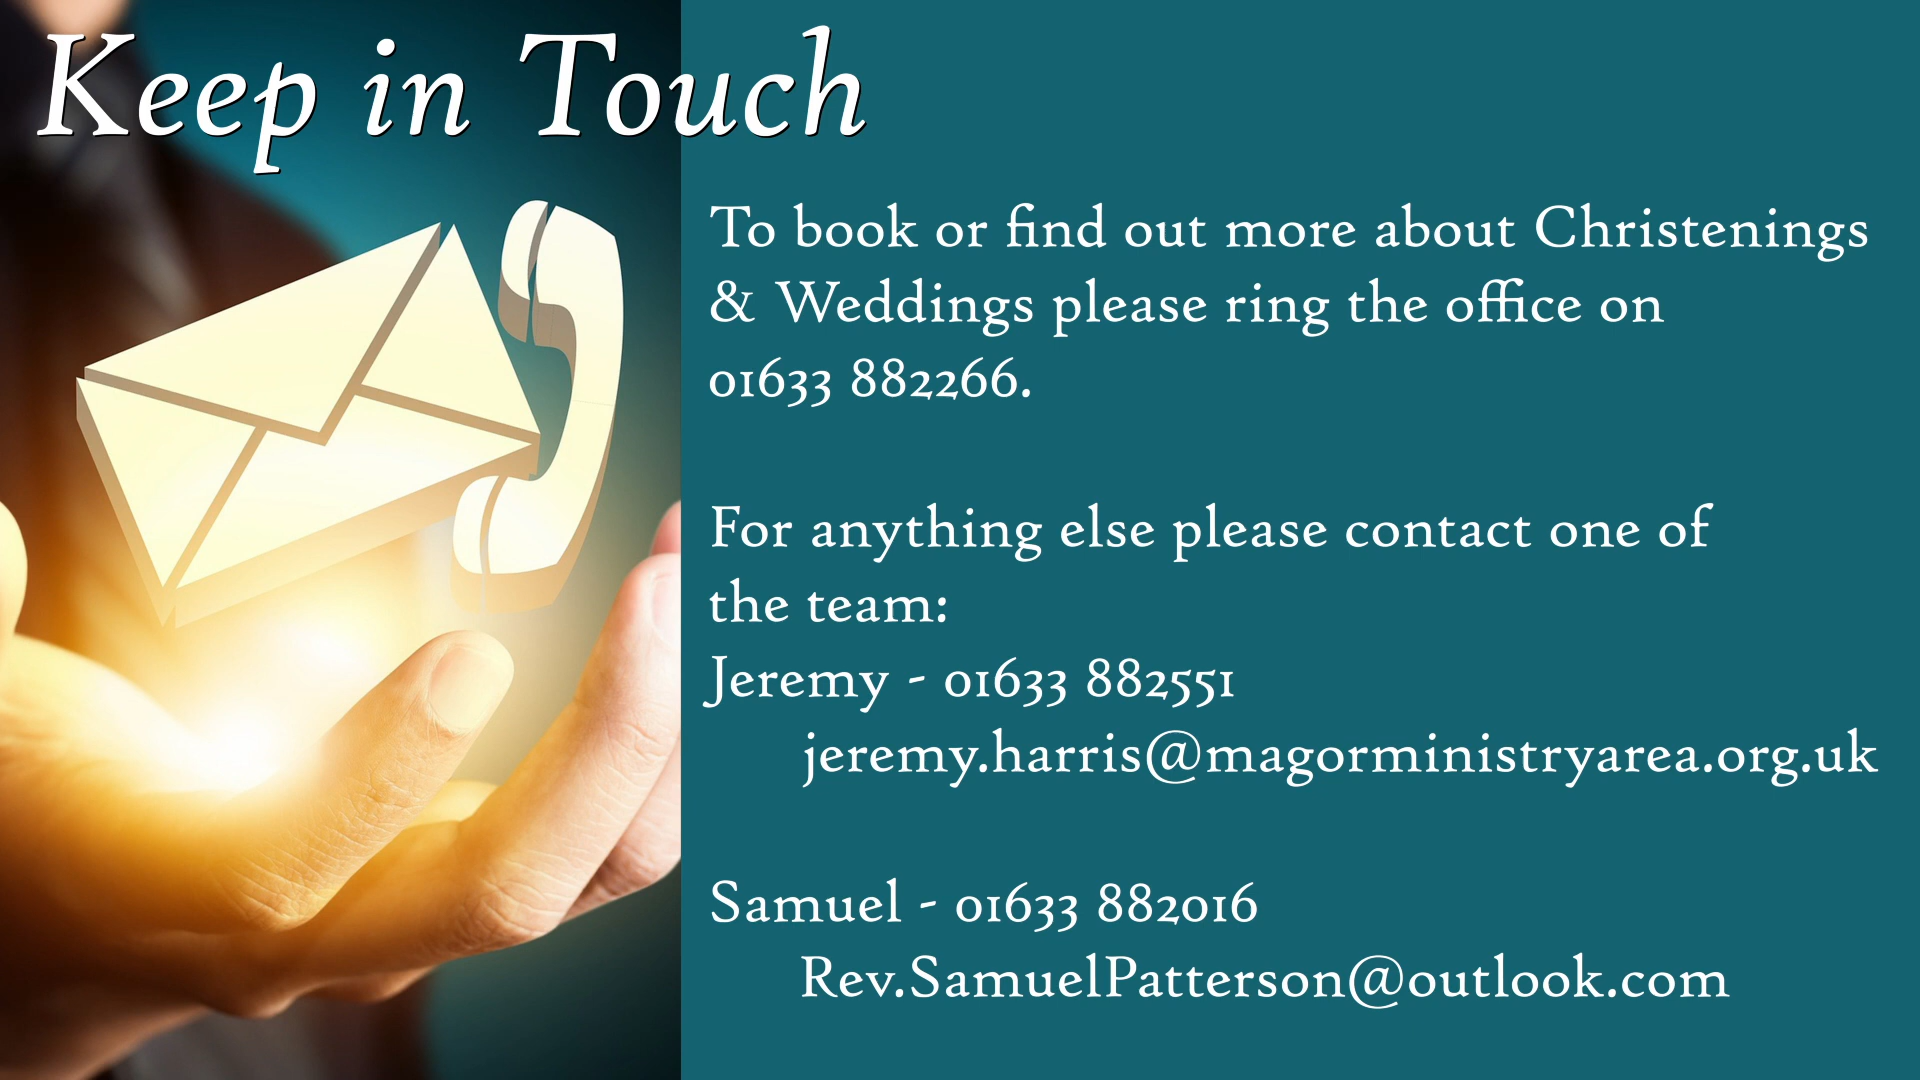 Keep in Touch
To book or find out more about Christenings
& Weddings please ring the office on
01633 882266.
For anything else please contact one of
the team:
Jeremy - 01633 882551
jeremy.harris@magorministryarea.org.uk
Samuel - 01633 882016
Rev.SamuelPatterson@outlook.com